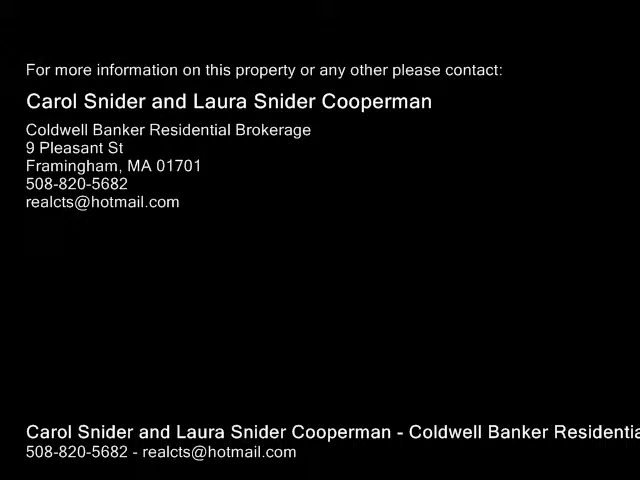 For more information on this property or any other please contact:
Carol Snider and Laura Snider Cooperman
Coldwell Banker Residential Brokerage
9 Pleasant St
Framingham, MA 01701
508-820-5682
realcts@hotmail.com
Carol Snider and Laura Snider Cooperman - Coldwell Banker Residentia
508-820-5682 - realcts@hotmail.com